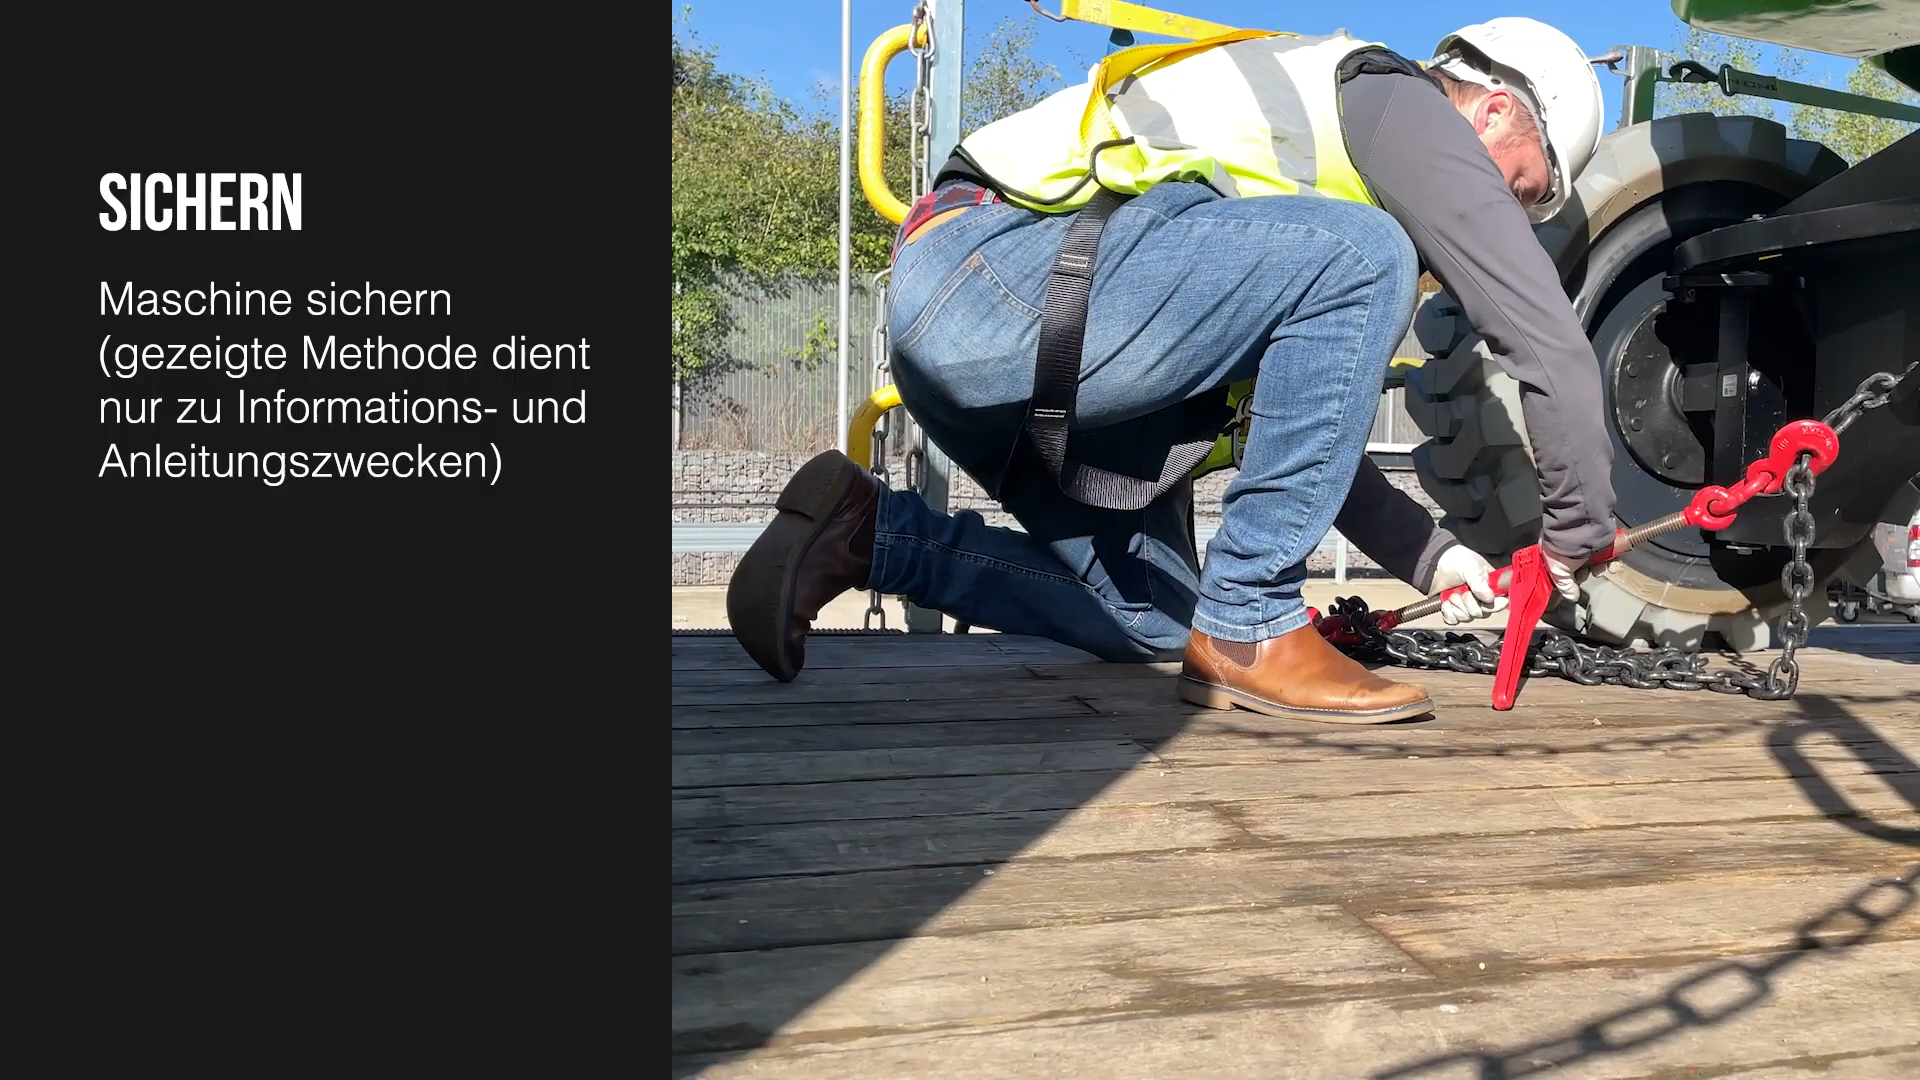 SICHERN
Maschine sichern
(gezeigte Methode dient
nur zu Informations- und
Anleitungszwecken)